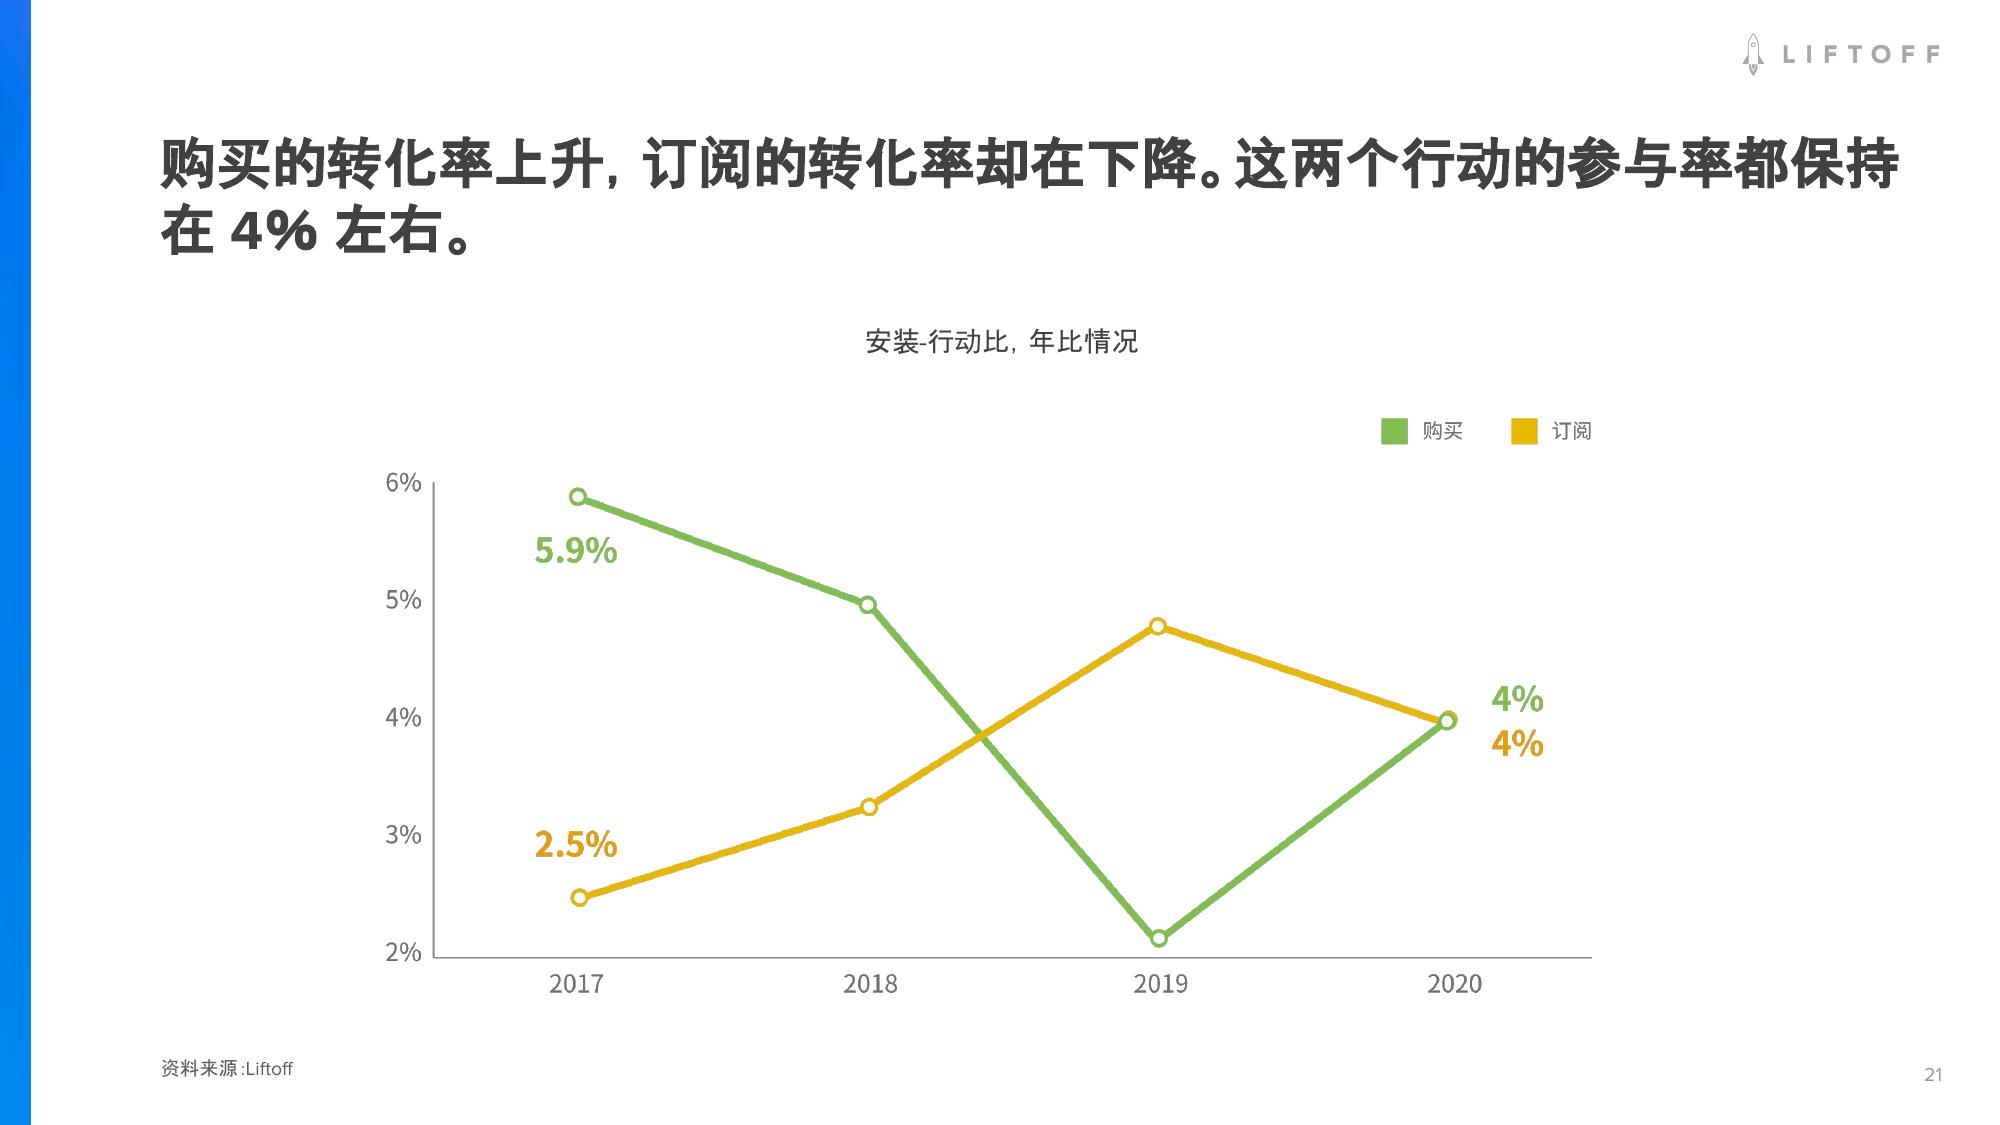 LIFTOFF
购买的转化率上升，订阅的转化率却在下降。这两个行动的参与率都保持
在 4% 左右。
安装-行动比，年比情况
购买 订阅
6%
5.9%
5%
4%
4%
4%
3%
2.5%
2%
2017 2018 2019 2020
资料来源:Liftoff
21